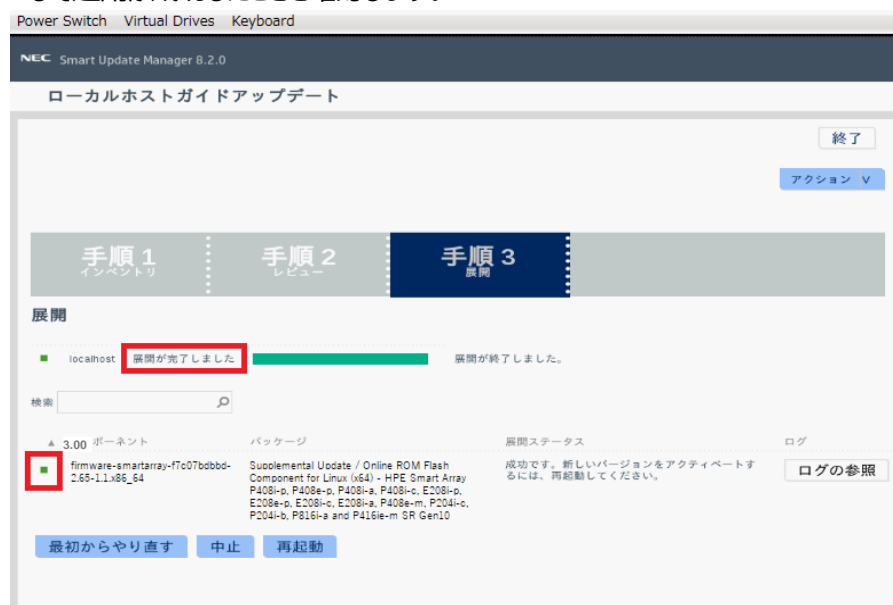 Power Switch Virtual Drives Keyboard
NEC Smart Update Manager 8.2.0
ローカルホストガイドアップデート
終了
アクション ∨
手順 1
インベントリ
手順 2
レビュー
手順 3
展開
展開
localhost 展開が完了しました 展開が終了しました。
検索
▲ 3.00 ポーネント パッケージ 展開ステータス ログ
firmware-smartarray-f7c07bdbbd-
2.65-1.1.x86_64
Supplemental Update / Online ROM Flash
Component for Linux (x64) - HPE Smart Array
P408i-p, P408e-p, P408i-a, P408i-c, E208i-p,
E208e-p, E208i-c, E208i-a, P408e-m, P204i-c,
P204i-b, P816i-a and P416ie-m SR Gen10
成功です。新しいバージョンをアクティベートす
るには、再起動してください。
ログの参照
最初からやり直す 中止 再起動